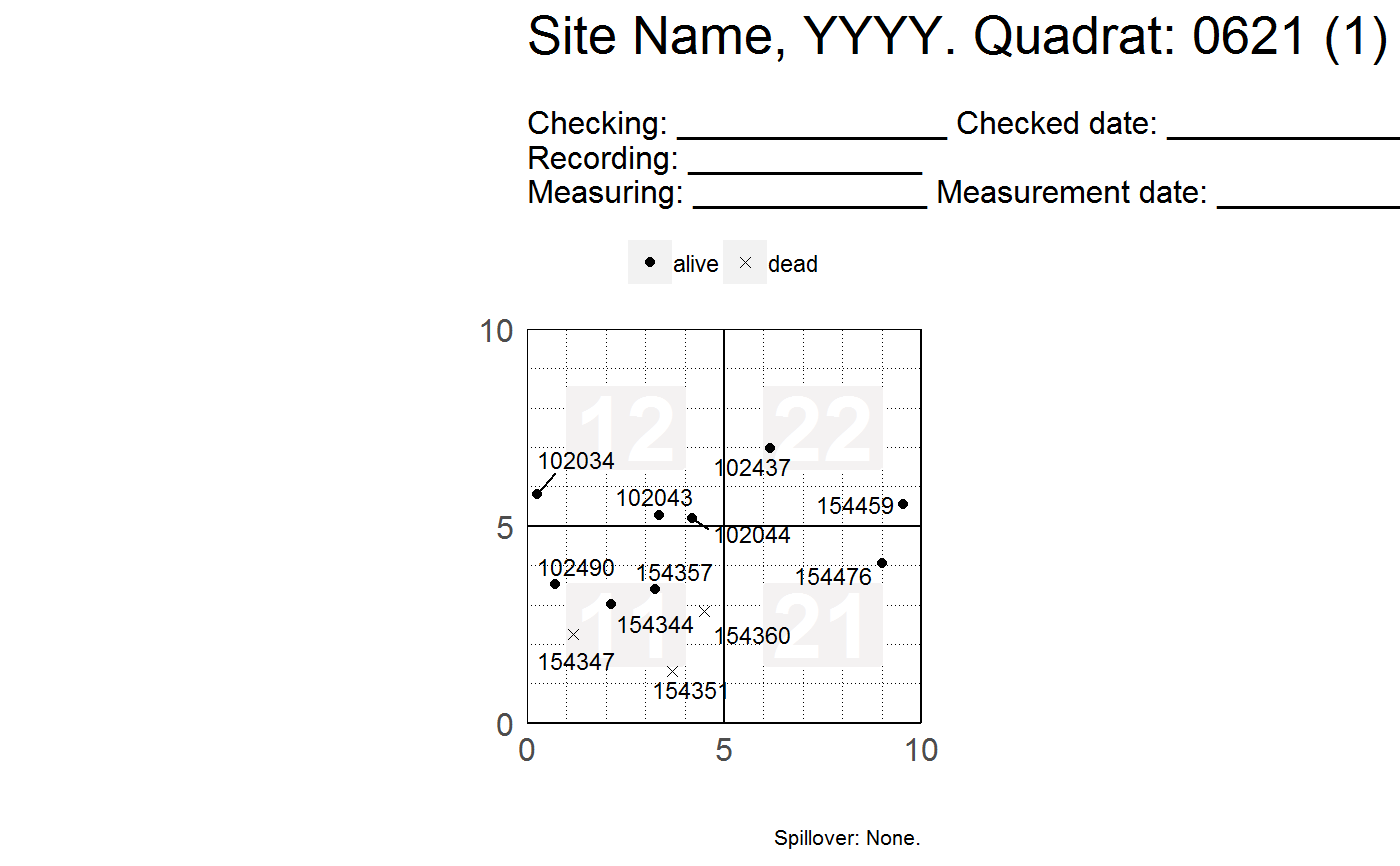 Site Name, YYYY. Quadrat: 0621 (1)
Checking: ________________ Checked date: ______________
Recording: ______________
Measuring: ______________ Measurement date: ___________
alive dead
10
12 22
102034
102437
102043
154459
5
102044
102490 154357
154476
11 21
154344
154360
154347
154351
0
0 5 10
Spillover: None.